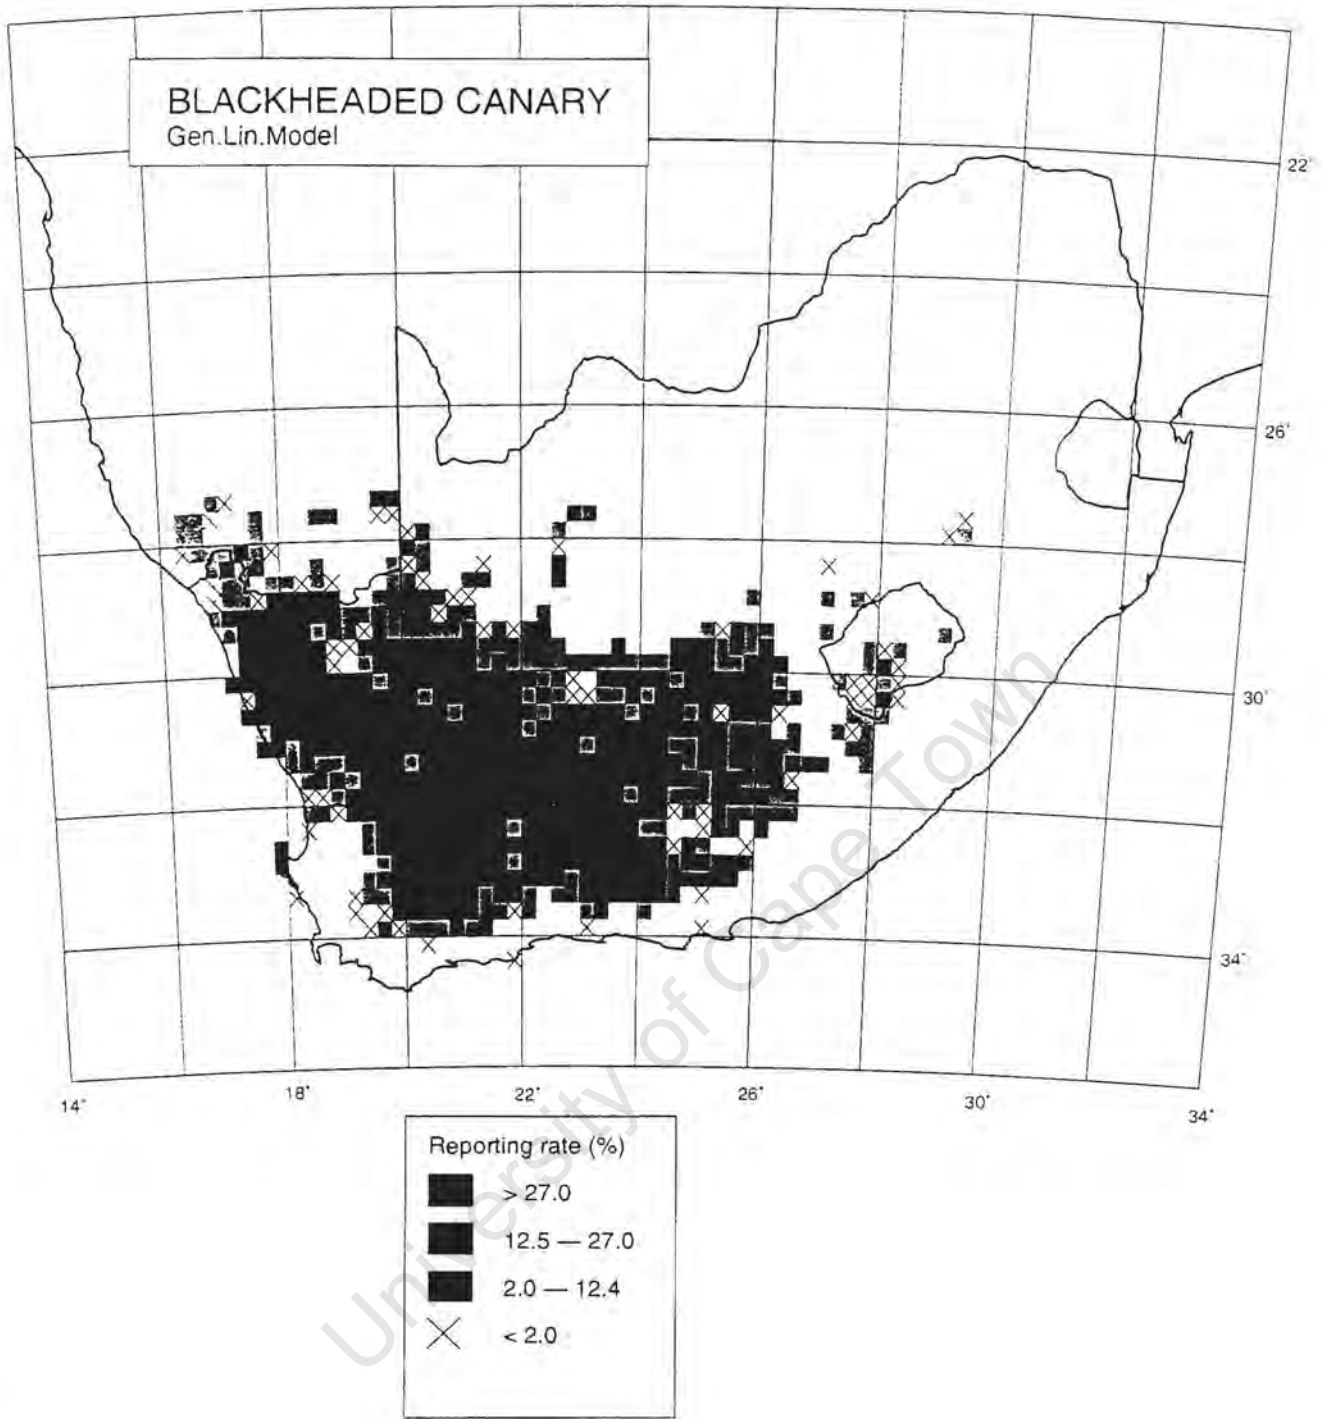 BLACKHEADED CANARY
Gen.Lin.Model
22°
26°
30°
34°
14°
18°
22°
26°
30°
34°
Reporting rate (%)
> 27.0
12.5 — 27.0
2.0 — 12.4
< 2.0
University of Cape Town